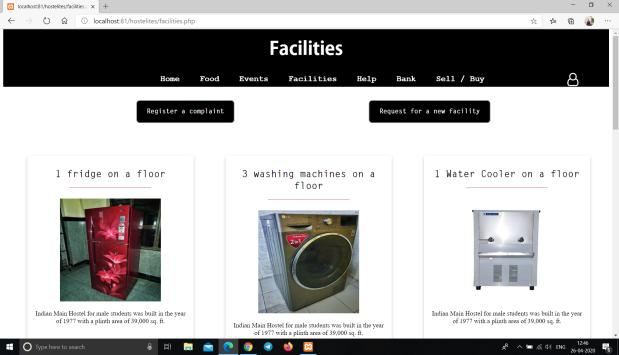 localhost:81/hostelites/facilities...
localhost:81/hostelites/facilities.php
Facilities
Home Food Events Facilities Help Bank Sell / Buy
Register a complaint
Request for a new facility
1 fridge on a floor
3 washing machines on a
floor
1 Water Cooler on a floor
2in1
Indian Main Hostel for male students was built in the year
of 1977 with a plinth area of 39,000 sq. ft.
Indian Main Hostel for male students was built in the year
of 1977 with a plinth area of 39,000 sq. ft.
Indian Main Hostel for male students was built in the year
of 1977 with a plinth area of 39,000 sq. ft.
Type here to search
ENG
12:46
26-04-2020